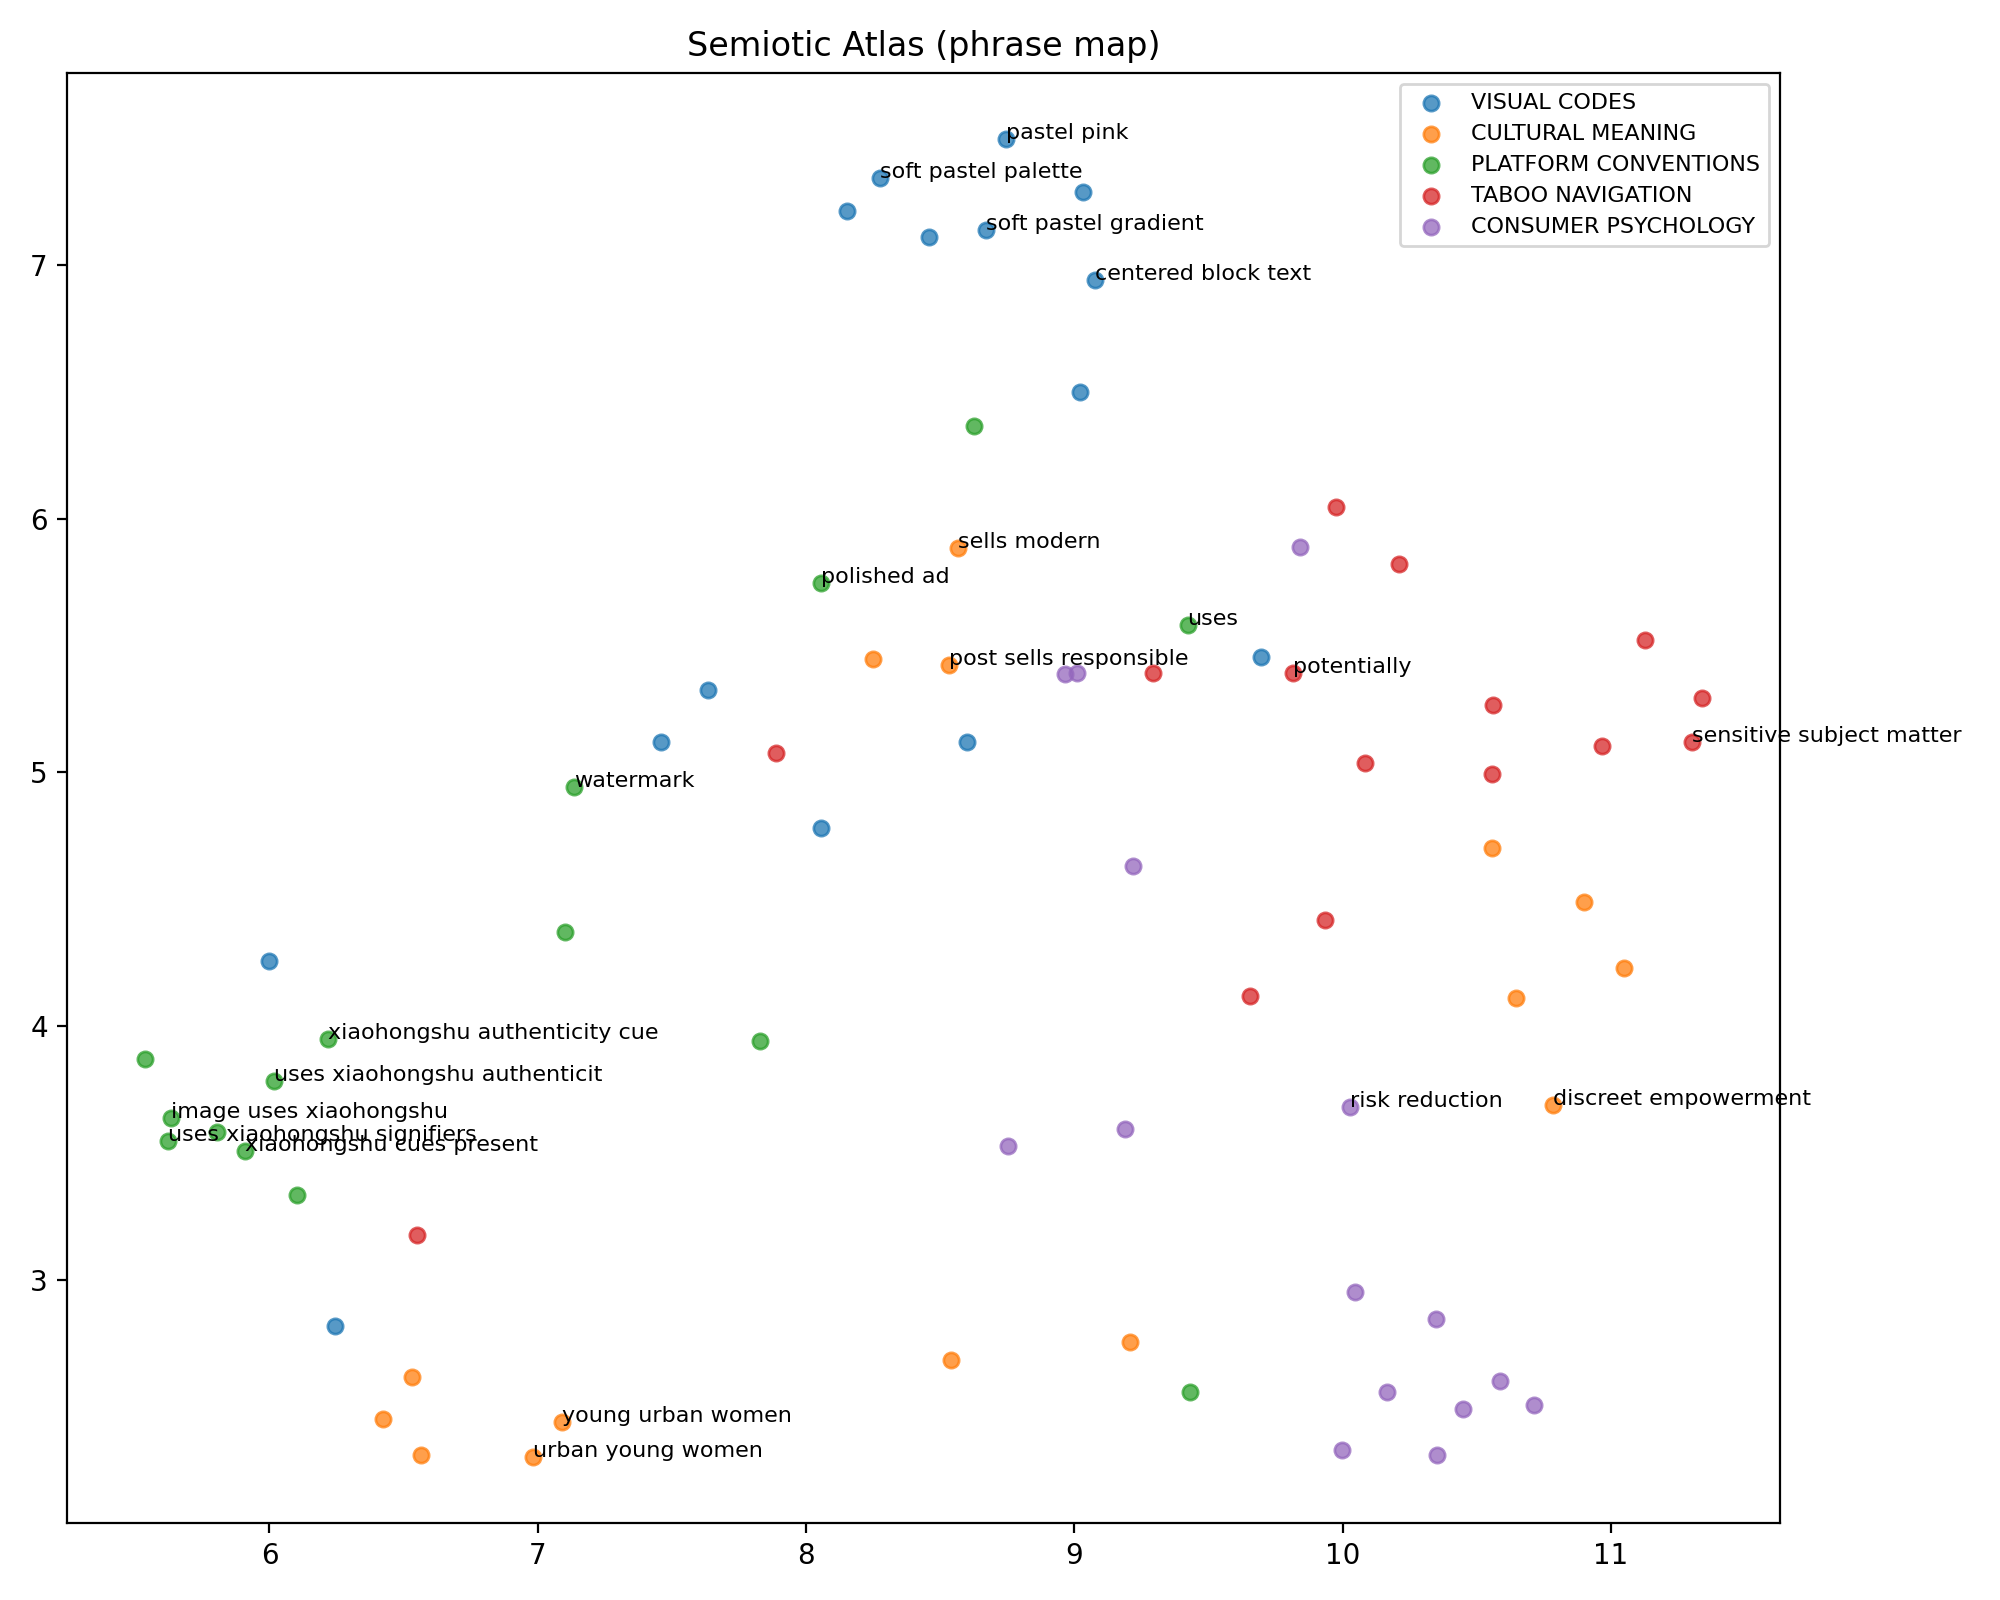 Semiotic Atlas (phrase map)
VISUAL CODES
CULTURAL MEANING
PLATFORM CONVENTIONS
TABOO NAVIGATION
CONSUMER PSYCHOLOGY
pastel pink
soft pastel palette
soft pastel gradient
centered block text
sells modern
polished ad
uses
post sells responsible
potentially
sensitive subject matter
watermark
xiaohongshu authenticity cue
uses xiaohongshu authenticit
image uses xiaohongshu
uses xiaohongshu signifiers
xiaohongshu cues present
risk reduction
discreet empowerment
young urban women
urban young women
7
6
5
4
3
6
7
8
9
10
11